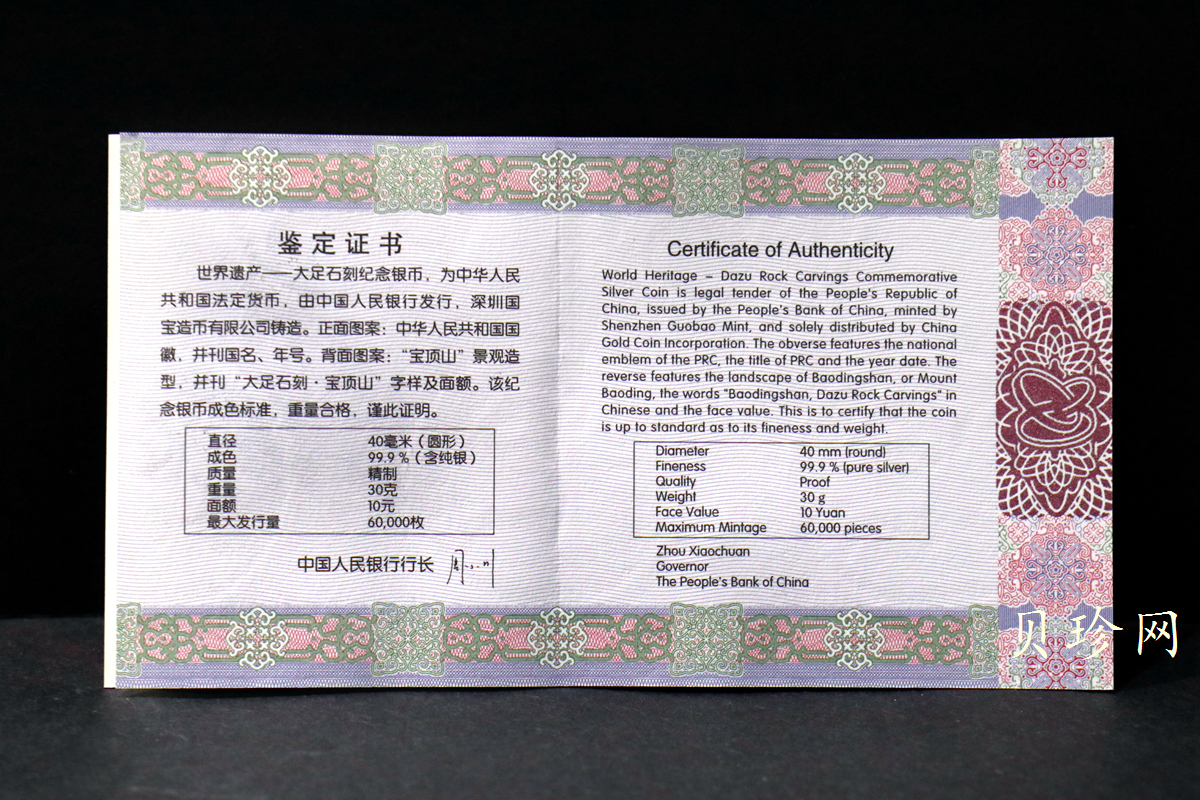 鉴定证书
世界遗产——大足石刻纪念银币，为中华人民
共和国法定货币，由中国人民银行发行，深圳国
宝造币有限公司铸造。正面图案：中华人民共和国国
徽，并刊国名、年号。背面图案：“宝顶山”景观造
型，并刊“大足石刻·宝顶山”字样及面额。该纪
念银币成色标准，重量合格，谨此证明。
直径 40毫米（圆形）
成色 99.9％（含纯银）
质量 精制
重量 30克
面额 10元
最大发行量 60,000枚
中国人民银行行长
Certificate of Authenticity
World Heritage – Dazu Rock Carvings Commemorative
Silver Coin is legal tender of the People's Republic of
China, issued by the People's Bank of China, minted by
Shenzhen Guobao Mint, and solely distributed by China
Gold Coin Incorporation. The obverse features the national
emblem of the PRC, the title of PRC and the year date. The
reverse features the landscape of Baodingshan, or Mount
Baoding, the words "Baodingshan, Dazu Rock Carvings" in
Chinese and the face value. This is to certify that the coin
is up to standard as to its fineness and weight.
Diameter 40 mm (round)
Fineness 99.9 % (pure silver)
Quality Proof
Weight 30 g
Face Value 10 Yuan
Maximum Mintage 60,000 pieces
Zhou Xiaochuan
Governor
The People's Bank of China
贝珍网